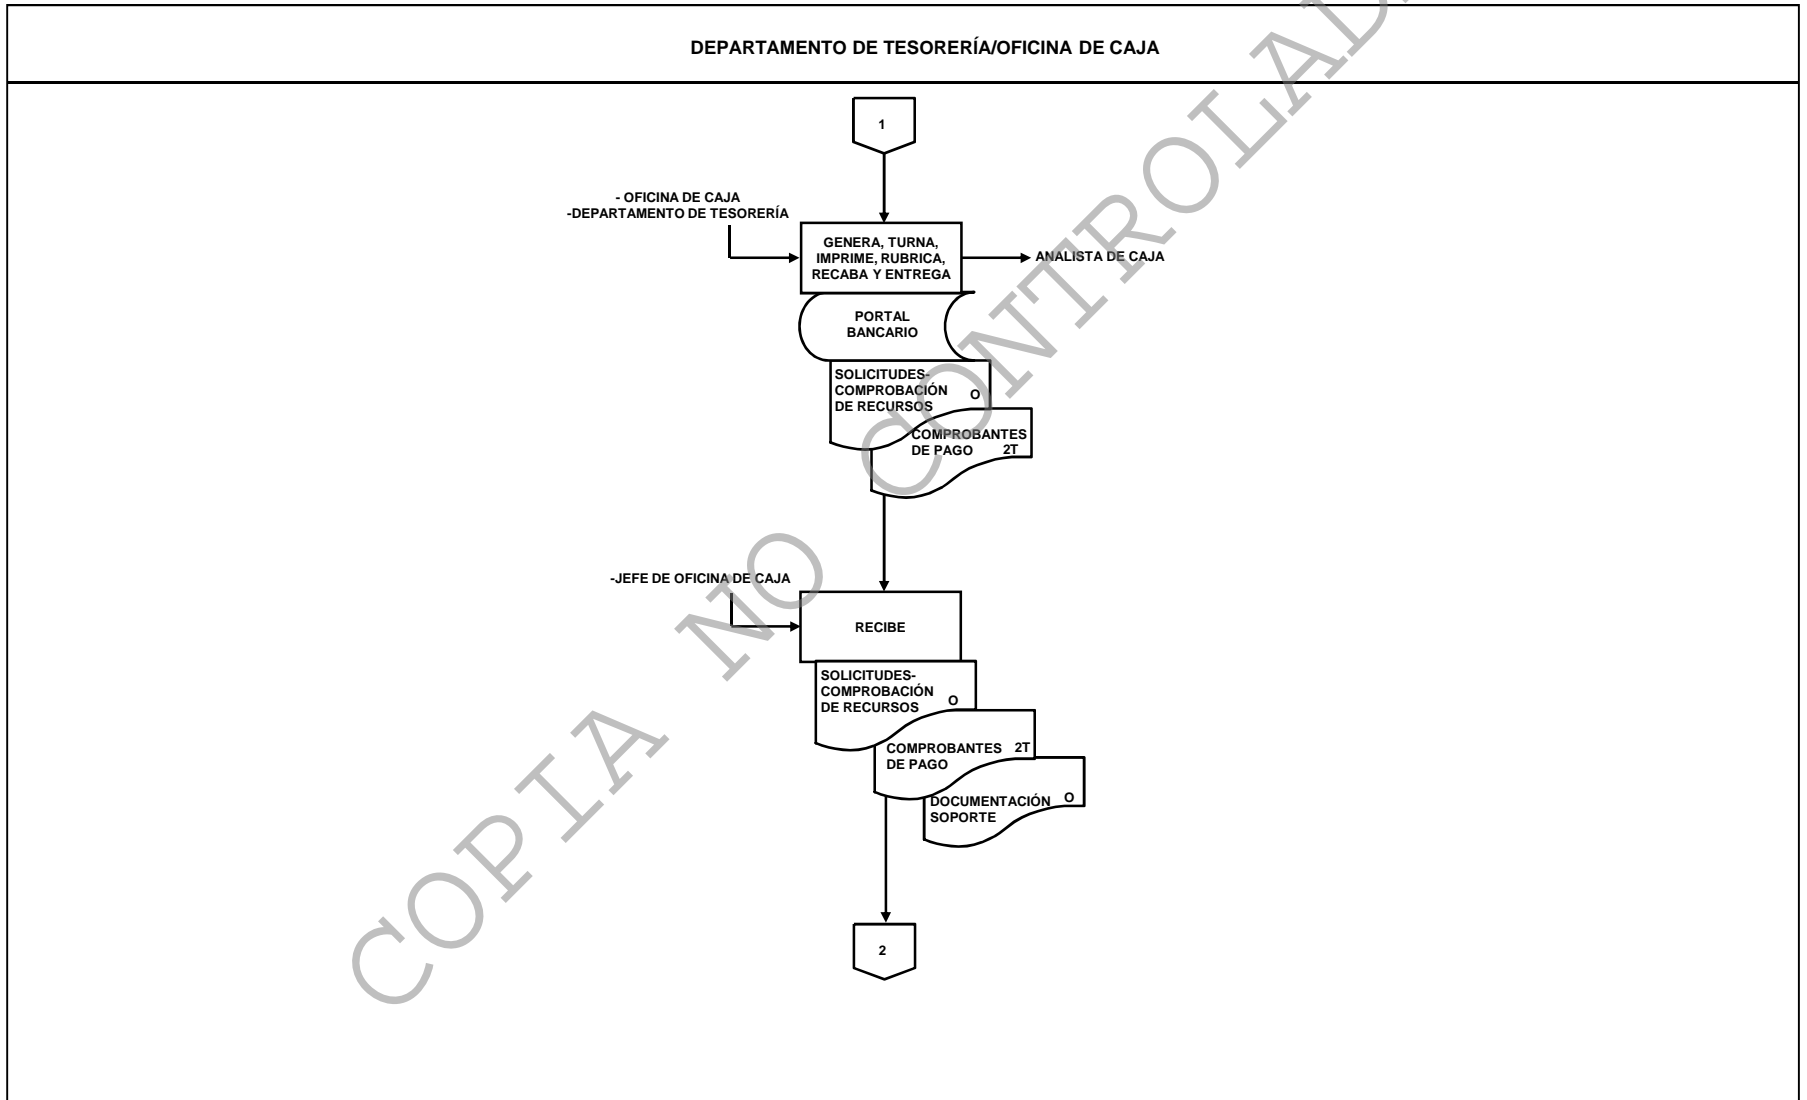 DEPARTAMENTO DE TESORERÍA/OFICINA DE CAJA
1
- OFICINA DE CAJA
-DEPARTAMENTO DE TESORERÍA
GENERA, TURNA,
IMPRIME, RUBRICA,
RECABA Y ENTREGA
ANALISTA DE CAJA
PORTAL
BANCARIO
SOLICITUDES-
COMPROBACIÓN
DE RECURSOS O
COMPROBANTES
DE PAGO 2T
-JEFE DE OFICINA DE CAJA
RECIBE
SOLICITUDES-
COMPROBACIÓN
DE RECURSOS O
COMPROBANTES 2T
DE PAGO
DOCUMENTACIÓN O
SOPORTE
2
COPIA NO CONTROLAD